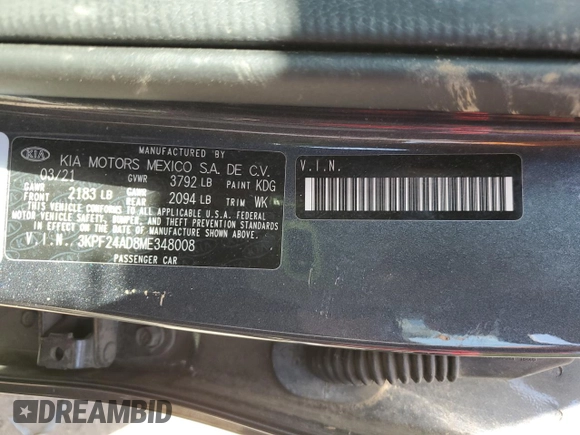 MANUFACTURED BY
KIA
KIA MOTORS MEXICO S.A. DE C.V.
03/21 GVWR 3792 LB PAINT KDG
GAWR FRONT 2183 LB GAWR REAR 2094 LB TRIM WK
THIS VEHICLE CONFORMS TO ALL APPLICABLE U.S.A. FEDERAL
MOTOR VEHICLE SAFETY, BUMPER, AND THEFT PREVENTION STANDARDS
IN EFFECT ON THE DATE OF MANUFACTURE SHOWN ABOVE.
V.I.N. 3KPF24AD8ME348008
PASSENGER CAR
V.I.N.
DREAMBID